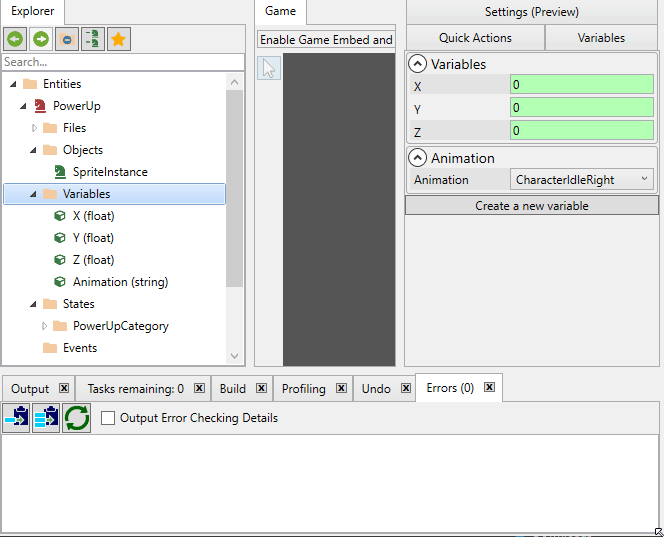 Explorer
Search...
Entities
PowerUp
Files
Objects
SpriteInstance
Variables
X (float)
Y (float)
Z (float)
Animation (string)
States
PowerUpCategory
Events
Game
Enable Game Embed and
Settings (Preview)
Quick Actions
Variables
Variables
X 0
Y 0
Z 0
Animation
Animation CharacterIdleRight
Create a new variable
Output
Tasks remaining: 0
Build
Profiling
Undo
Errors (0)
Output Error Checking Details